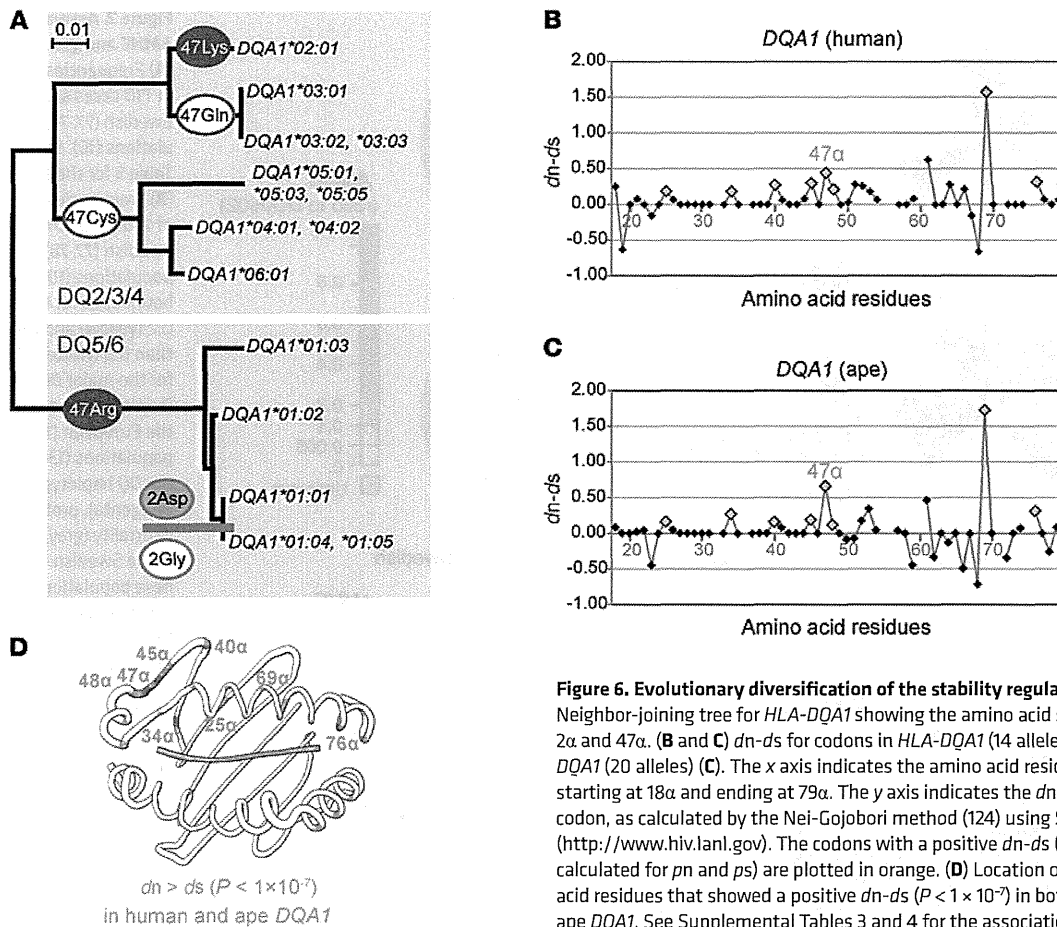 A
0.01
47Lys
DQA1*02:01
DQA1*03:01
47Gln
DQA1*03:02, *03:03
DQA1*05:01,
*05:03, *05:05
47Cys
DQA1*04:01, *04:02
DQA1*06:01
DQ2/3/4
DQ5/6
DQA1*01:03
47Arg
DQA1*01:02
2Asp
DQA1*01:01
DQA1*01:04, *01:05
2Gly
B
DQA1 (human)
2.00
1.50
1.00
0.50
0.00
-0.50
-1.00
dn-ds
47α
20 30 40 50 60 70
Amino acid residues
C
DQA1 (ape)
2.00
1.50
1.00
0.50
0.00
-0.50
-1.00
dn-ds
47α
20 30 40 50 60 70
Amino acid residues
D
45α 40α
48α 47α 69α
34α 25α 76α
dn > ds (P < 1×10⁻⁷)
in human and ape DQA1
Figure 6. Evolutionary diversification of the stability regula
Neighbor-joining tree for HLA-DQA1 showing the amino acid s
2α and 47α. (B and C) dn-ds for codons in HLA-DQA1 (14 allele
DQA1 (20 alleles) (C). The x axis indicates the amino acid resid
starting at 18α and ending at 79α. The y axis indicates the dn
codon, as calculated by the Nei-Gojobori method (124) using S
(http://www.hiv.lanl.gov). The codons with a positive dn-ds (
calculated for pn and ps) are plotted in orange. (D) Location o
acid residues that showed a positive dn-ds (P < 1 × 10⁻⁷) in bo
ape DQA1. See Supplemental Tables 3 and 4 for the associatio